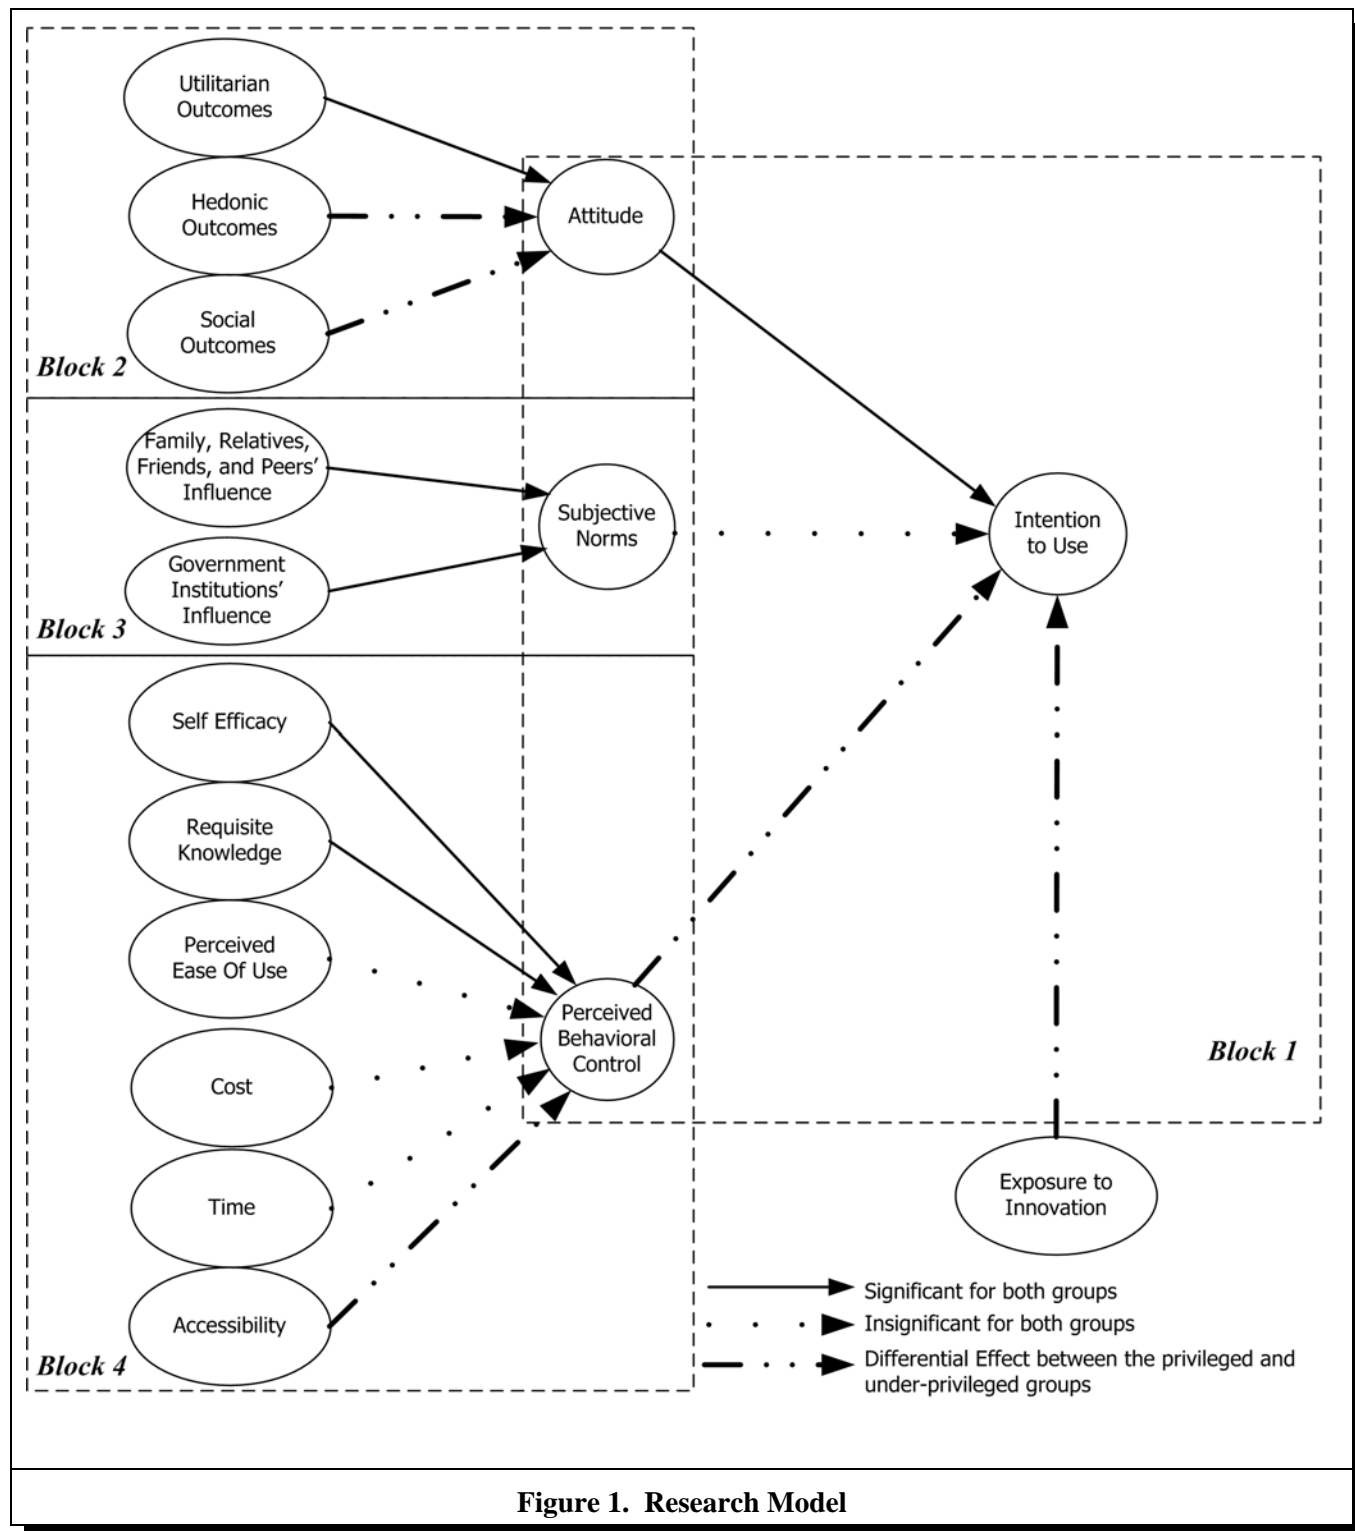 Utilitarian
Outcomes
Hedonic
Outcomes
Social
Outcomes
Block 2
Attitude
Family, Relatives,
Friends, and Peers’
Influence
Government
Institutions’
Influence
Block 3
Subjective
Norms
Intention
to Use
Self Efficacy
Requisite
Knowledge
Perceived
Ease Of Use
Cost
Time
Accessibility
Block 4
Perceived
Behavioral
Control
Block 1
Exposure to
Innovation
Significant for both groups
Insignificant for both groups
Differential Effect between the privileged and
under-privileged groups
Figure 1. Research Model